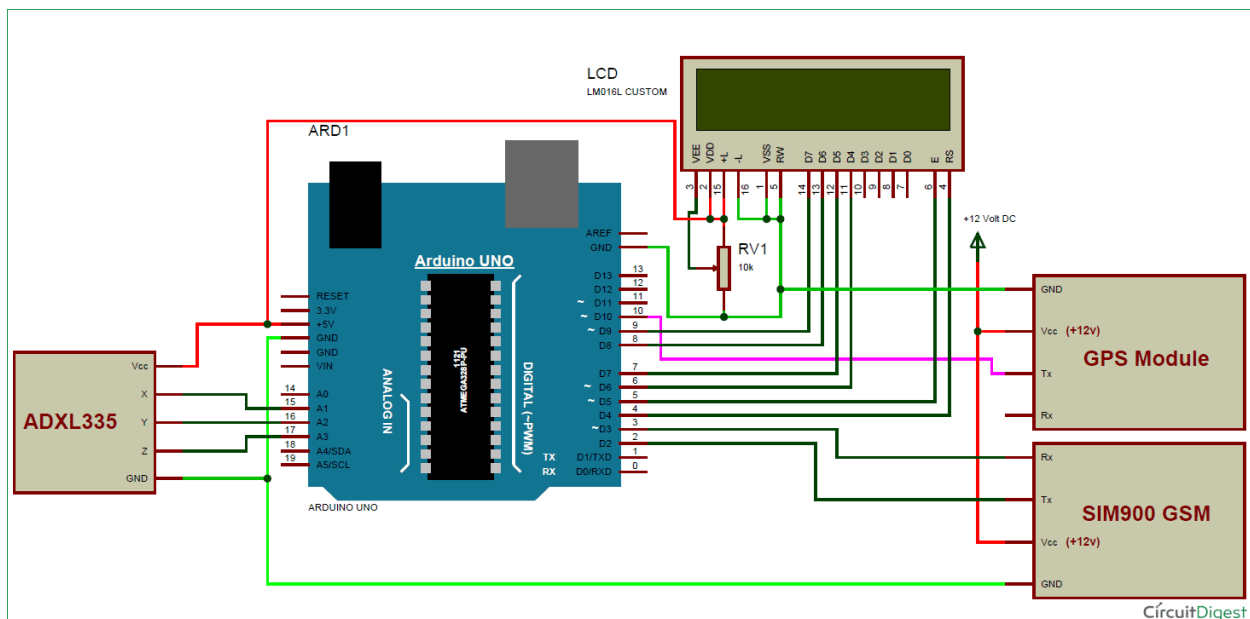 LCD
LM016L CUSTOM
VEE
VDD
+L
-L
VSS
RW
D7
D6
D5
D4
D3
D2
D1
D0
E
RS
3
2
15
16
1
5
14
13
12
11
10
9
8
7
6
4
ARD1
+12 Volt DC
RV1
10k
Arduino UNO
AREF
GND
D13 13
D12 12
~ D11 11
~ D10 10
~ D9 9
D8 8
D7 7
~ D6 6
~ D5 5
D4 4
~D3 3
D2 2
TX D1/TXD 1
RX D0/RXD 0
RESET
3.3V
+5V
GND
GND
VIN
14 A0
15 A1
16 A2
17 A3
18 A4/SDA
19 A5/SCL
ANALOG IN
1121
ATMEGA328P-PU
DIGITAL (~PWM)
ARDUINO UNO
ADXL335
Vcc
X
Y
Z
GND
GND
Vcc (+12v)
GPS Module
Tx
Rx
Rx
Tx
SIM900 GSM
Vcc (+12v)
GND
CírcuitDigest